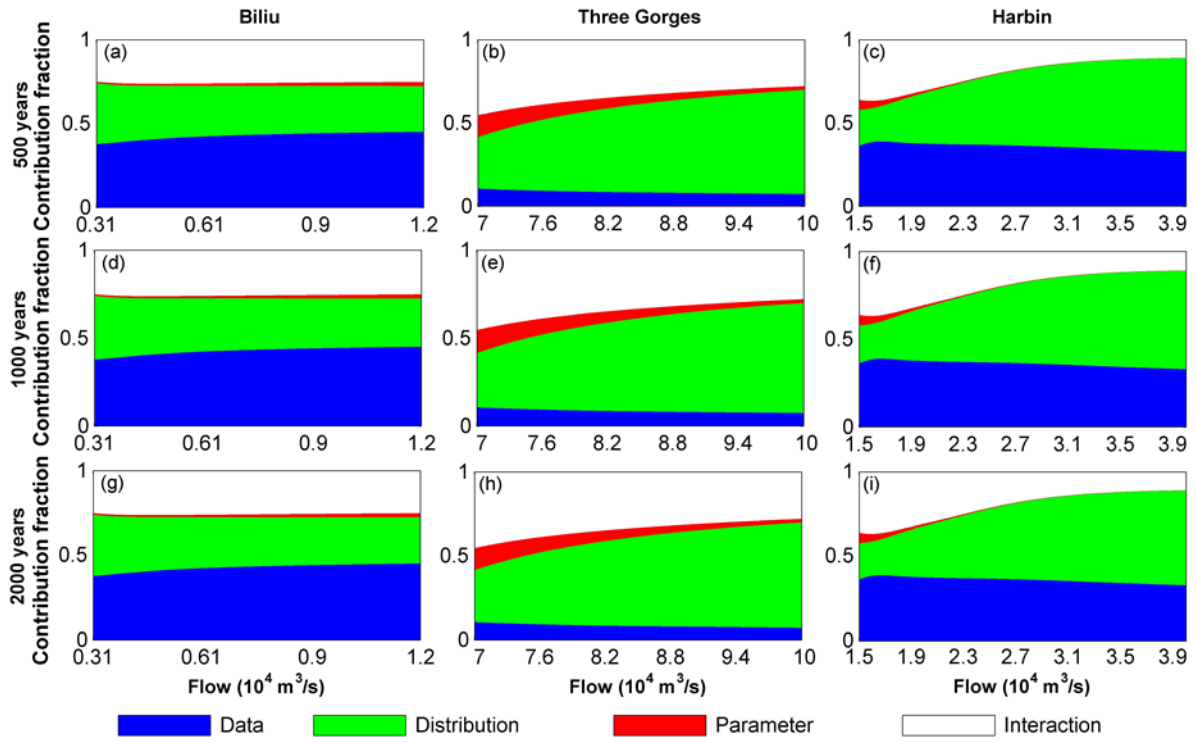 Biliu Three Gorges Harbin
500 years
Contribution fraction
1
0.5
0
(a)
0.31 0.61 0.9 1.2
(b)
1
0.5
0
7 7.6 8.2 8.8 9.4 10
(c)
1
0.5
0
1.5 1.9 2.3 2.7 3.1 3.5 3.9
1000 years
Contribution fraction
1
0.5
0
(d)
0.31 0.61 0.9 1.2
(e)
1
0.5
0
7 7.6 8.2 8.8 9.4 10
(f)
1
0.5
0
1.5 1.9 2.3 2.7 3.1 3.5 3.9
2000 years
Contribution fraction
1
0.5
0
(g)
0.31 0.61 0.9 1.2
Flow (10⁴ m³/s)
(h)
1
0.5
0
7 7.6 8.2 8.8 9.4 10
Flow (10⁴ m³/s)
(i)
1
0.5
0
1.5 1.9 2.3 2.7 3.1 3.5 3.9
Flow (10⁴ m³/s)
Data Distribution Parameter Interaction